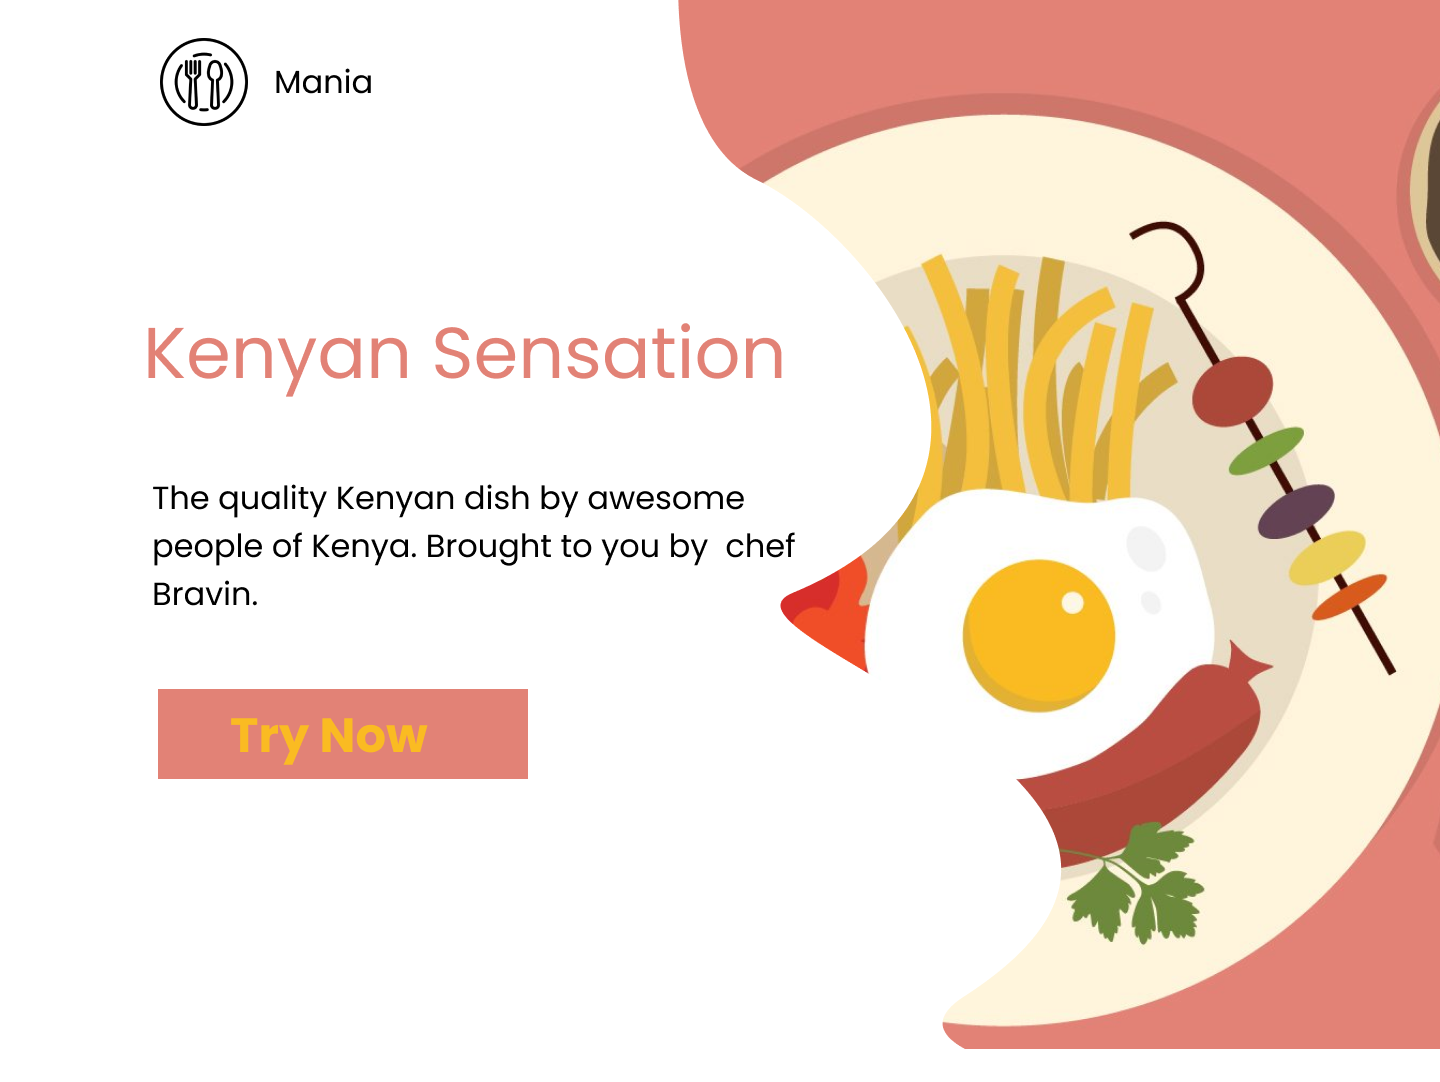 Mania
Kenyan Sensation
The quality Kenyan dish by awesome
people of Kenya. Brought to you by  chef
Bravin.
Try Now